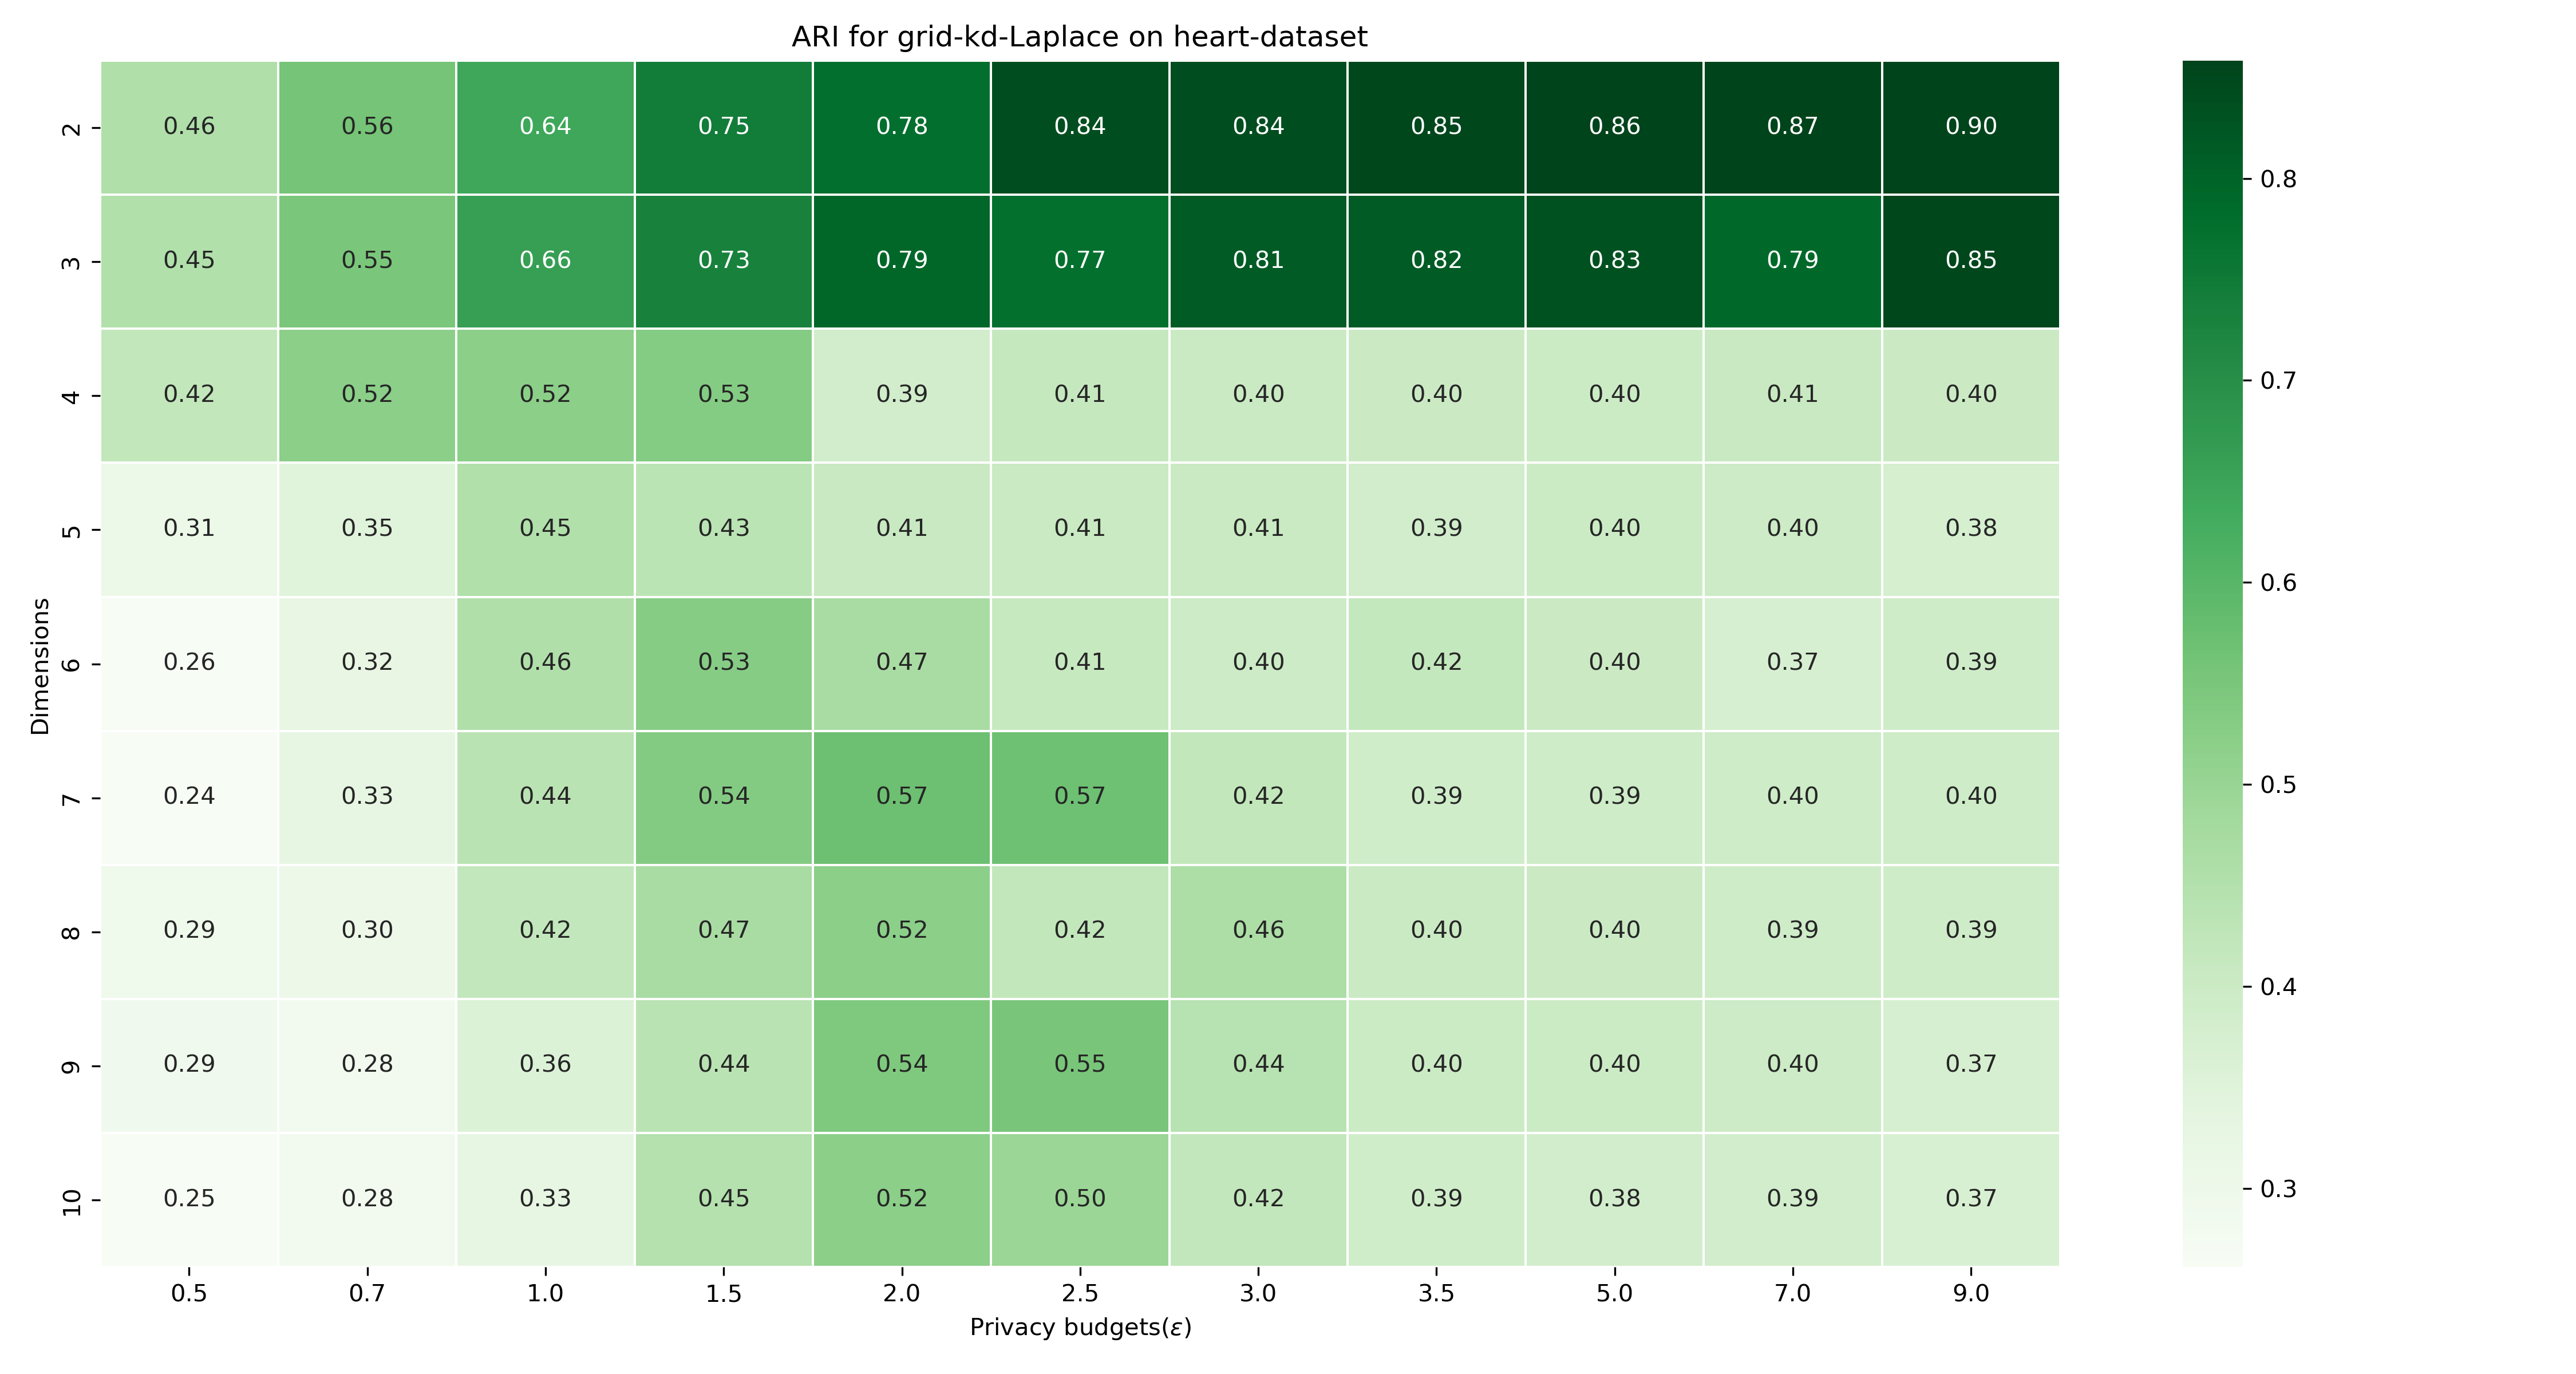 ARI for grid-kd-Laplace on heart-dataset
2 0.46 0.56 0.64 0.75 0.78 0.84 0.84 0.85 0.86 0.87 0.90
3 0.45 0.55 0.66 0.73 0.79 0.77 0.81 0.82 0.83 0.79 0.85
4 0.42 0.52 0.52 0.53 0.39 0.41 0.40 0.40 0.40 0.41 0.40
5 0.31 0.35 0.45 0.43 0.41 0.41 0.41 0.39 0.40 0.40 0.38
6 0.26 0.32 0.46 0.53 0.47 0.41 0.40 0.42 0.40 0.37 0.39
7 0.24 0.33 0.44 0.54 0.57 0.57 0.42 0.39 0.39 0.40 0.40
8 0.29 0.30 0.42 0.47 0.52 0.42 0.46 0.40 0.40 0.39 0.39
9 0.29 0.28 0.36 0.44 0.54 0.55 0.44 0.40 0.40 0.40 0.37
10 0.25 0.28 0.33 0.45 0.52 0.50 0.42 0.39 0.38 0.39 0.37
0.5 0.7 1.0 1.5 2.0 2.5 3.0 3.5 5.0 7.0 9.0
Privacy budgets(ε)
Dimensions
0.8
0.7
0.6
0.5
0.4
0.3